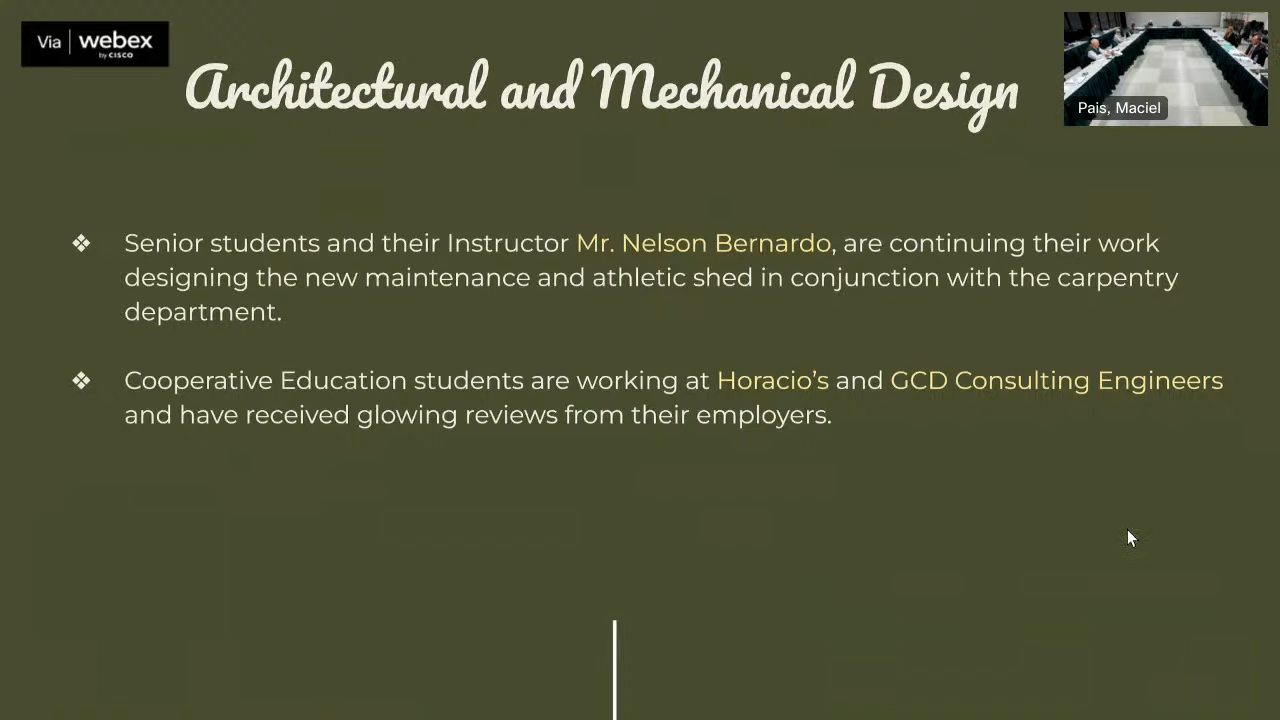 Via | webex
by CISCO
Architectural and Mechanical Design
Pais, Maciel
❖ Senior students and their Instructor Mr. Nelson Bernardo, are continuing their work
designing the new maintenance and athletic shed in conjunction with the carpentry
department.
❖ Cooperative Education students are working at Horacio’s and GCD Consulting Engineers
and have received glowing reviews from their employers.